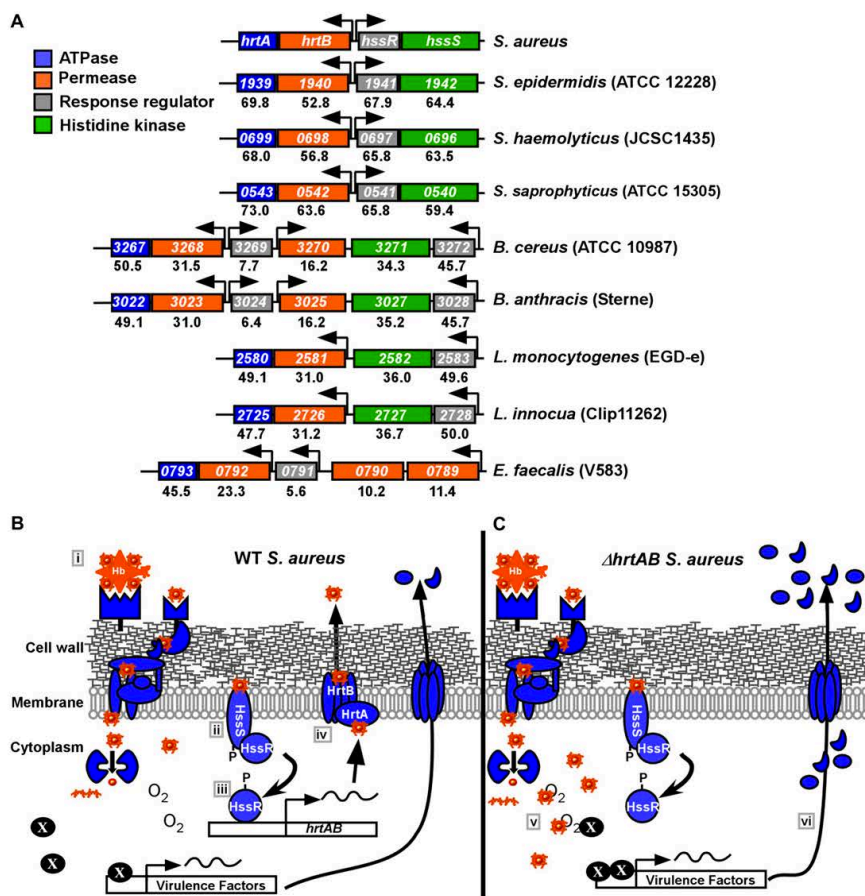 A
ATPase
Permease
Response regulator
Histidine kinase
hrtA hrtB hssR hssS S. aureus
1939 1940 1941 1942 S. epidermidis (ATCC 12228)
69.8 52.8 67.9 64.4
0699 0698 0697 0696 S. haemolyticus (JCSC1435)
68.0 56.8 65.8 63.5
0543 0542 0541 0540 S. saprophyticus (ATCC 15305)
73.0 63.6 65.8 59.4
3267 3268 3269 3270 3271 3272 B. cereus (ATCC 10987)
50.5 31.5 7.7 16.2 34.3 45.7
3022 3023 3024 3025 3027 3028 B. anthracis (Sterne)
49.1 31.0 6.4 16.2 35.2 45.7
2580 2581 2582 2583 L. monocytogenes (EGD-e)
49.1 31.0 36.0 49.6
2725 2726 2727 2728 L. innocua (Clip11262)
47.7 31.2 36.7 50.0
0793 0792 0791 0790 0789 E. faecalis (V583)
45.5 23.3 5.6 10.2 11.4
B
WT S. aureus
i
Hb
Cell wall
Membrane
Cytoplasm
HssS
HssR
P
ii
HrtB
HrtA
iv
P
iii
HssR
O2
O2
hrtAB
X
X
X
Virulence Factors
C
ΔhrtAB S. aureus
Hb
HssS
HssR
P
P
HssR
O2
O2
v
X
vi
X X
Virulence Factors